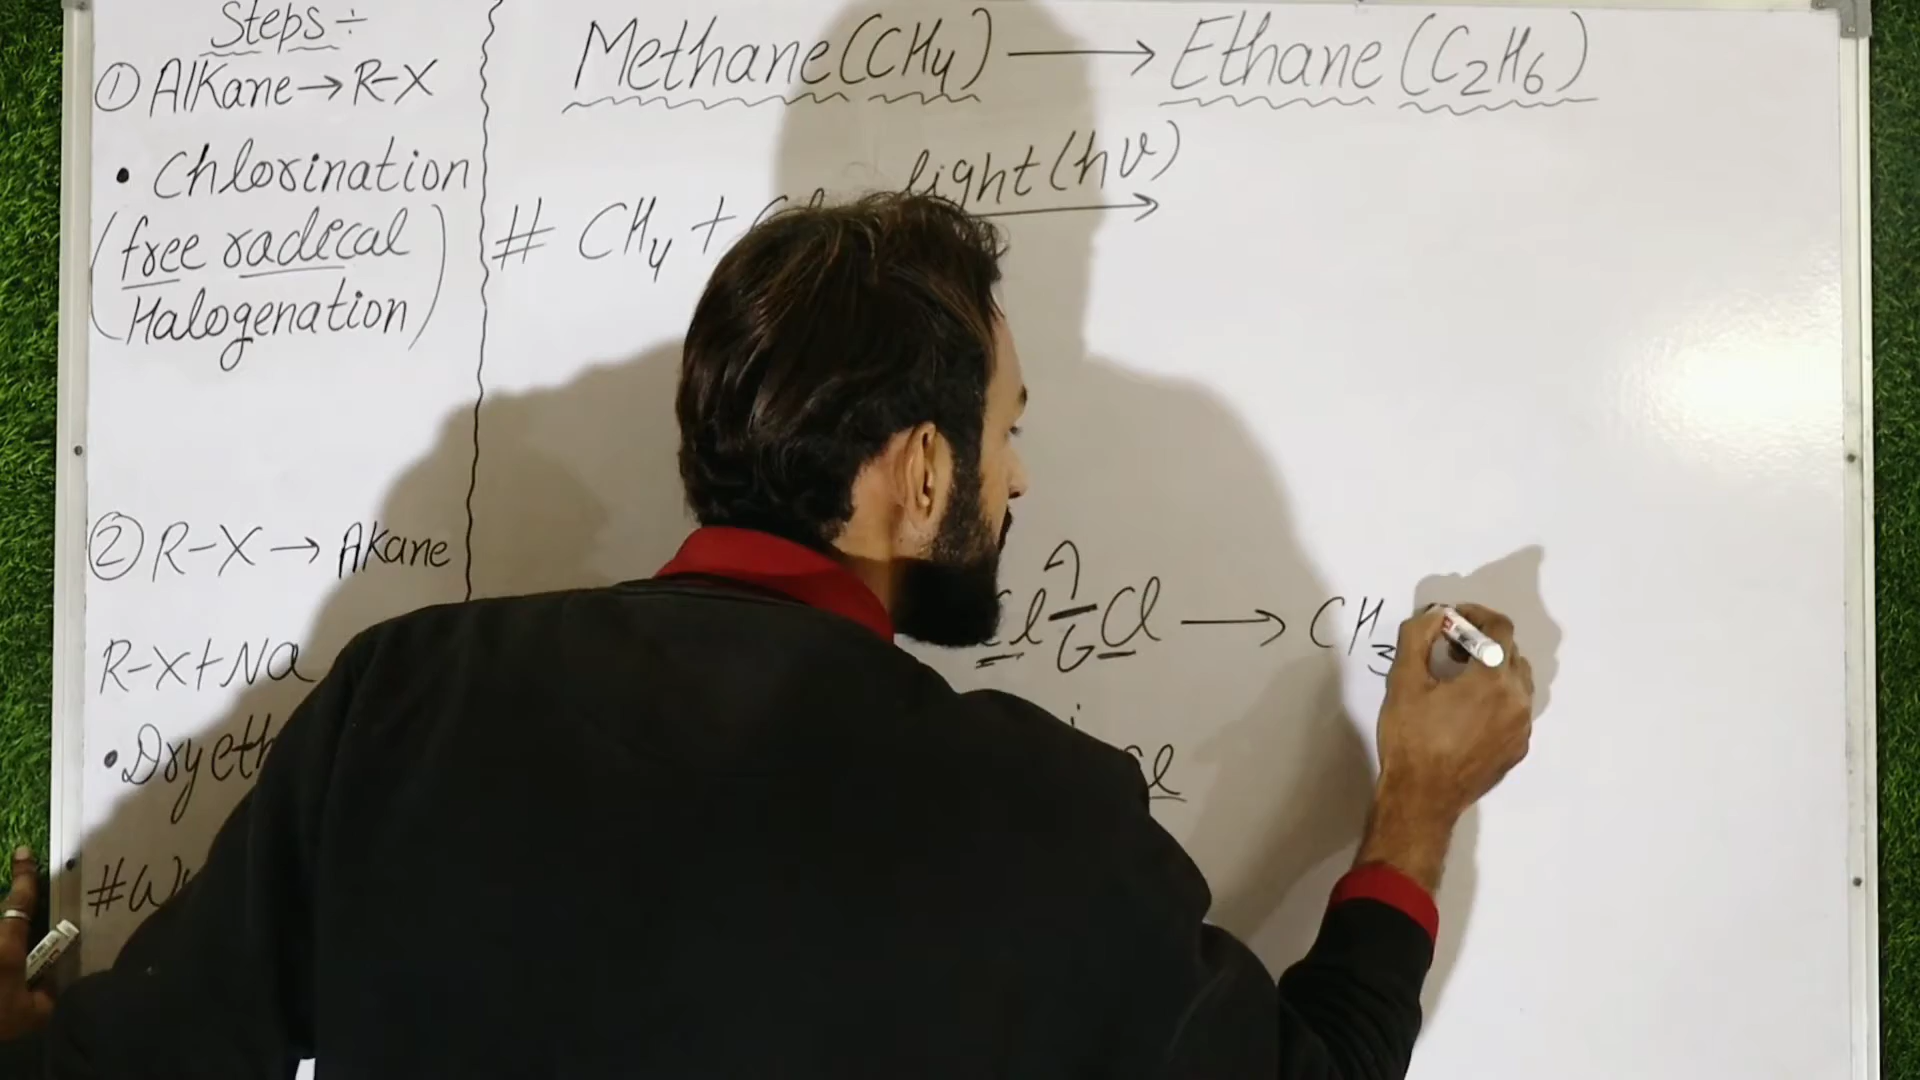 Steps ÷
① Alkane → R-X
• Chlorination
(free radical
Halogenation)
② R-X → Akane
R-X+Na
• Dry eth
Methane (CH4) → Ethane (C2H6)
light (hν)
# CH4 +
Cl-Cl → CH3
Cl